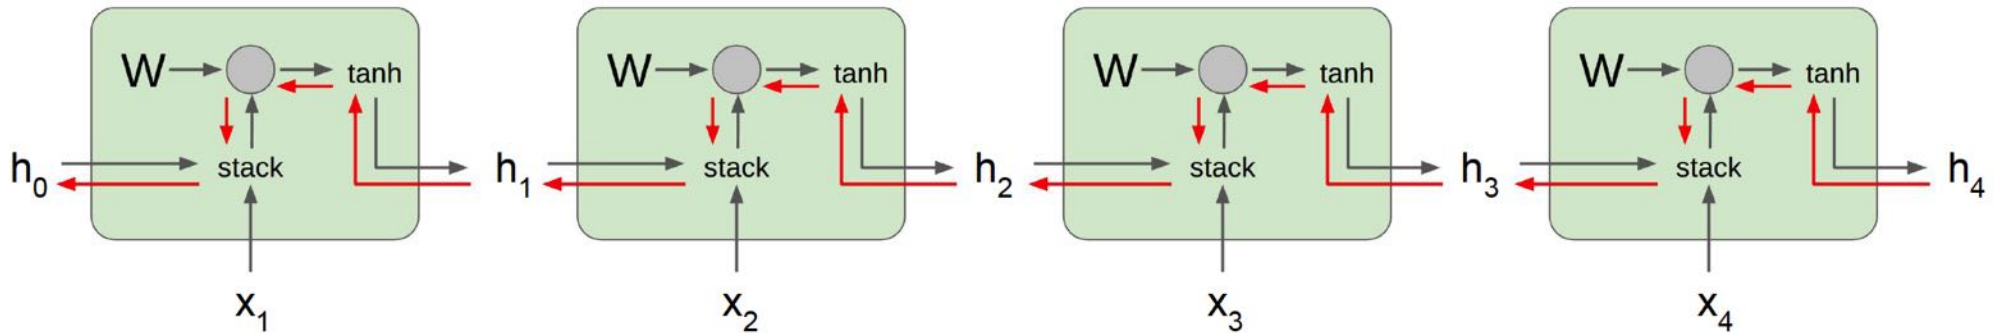 W tanh W tanh W tanh W tanh
h₀ stack h₁ stack h₂ stack h₃ stack h₄
x₁ x₂ x₃ x₄